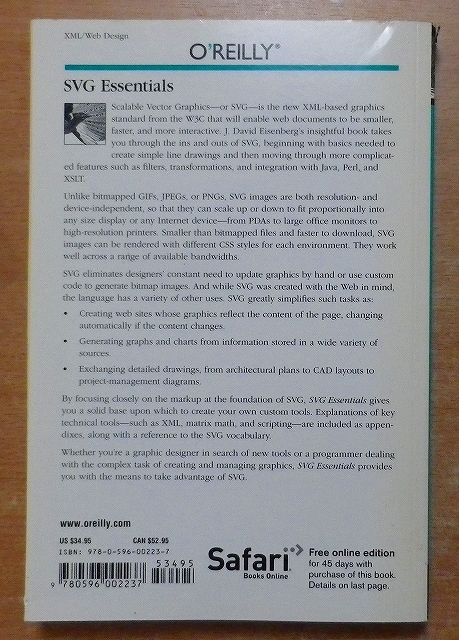 XML/Web Design
O'REILLY®
SVG Essentials
Scalable Vector Graphics—or SVG—is the new XML-based graphics
standard from the W3C that will enable web documents to be smaller,
faster, and more interactive. J. David Eisenberg's insightful book takes
you through the ins and outs of SVG, beginning with basics needed to
create simple line drawings and then moving through more complicat-
ed features such as filters, transformations, and integration with Java, Perl, and
XSLT.
Unlike bitmapped GIFs, JPEGs, or PNGs, SVG images are both resolution- and
device-independent, so that they can scale up or down to fit proportionally into
any size display or any Internet device—from PDAs to large office monitors to
high-resolution printers. Smaller than bitmapped files and faster to download, SVG
images can be rendered with different CSS styles for each environment. They work
well across a range of available bandwidths.
SVG eliminates designers' constant need to update graphics by hand or use custom
code to generate bitmap images. And while SVG was created with the Web in mind,
the language has a variety of other uses. SVG greatly simplifies such tasks as:
• Creating web sites whose graphics reflect the content of the page, changing
automatically if the content changes.
• Generating graphs and charts from information stored in a wide variety of
sources.
• Exchanging detailed drawings, from architectural plans to CAD layouts to
project-management diagrams.
By focusing closely on the markup at the foundation of SVG, SVG Essentials gives
you a solid base upon which to create your own custom tools. Explanations of key
technical tools—such as XML, matrix math, and scripting—are included as appen-
dixes, along with a reference to the SVG vocabulary.
Whether you're a graphic designer in search of new tools or a programmer dealing
with the complex task of creating and managing graphics, SVG Essentials provides
you with the means to take advantage of SVG.
www.oreilly.com
US $34.95 CAN $52.95
ISBN: 978-0-596-00223-7
53495
9 780596 002237
Safari
Books Online
Free online edition
for 45 days with
purchase of this book.
Details on last page.